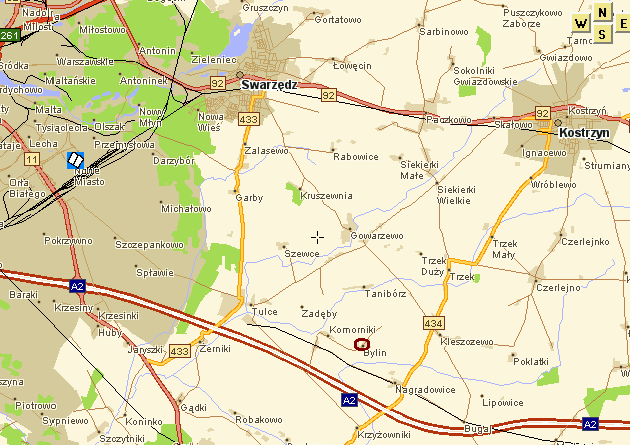 Gruszczyn
Nadolnik
Miłostowo
Gortatowo
Puszczykowo
Zaborze
N
W
E
S
261
Antonin
Sarbinowo
Gwiazdowo
Warszawskie
Zieleniec
Łowęcin
Sokolniki
Gwiazdowskie
Maltańskie
Antoninek
92
Swarzędz
92
Malta
Nowy
Młyn
Nowa
Wieś
433
Paczkowo
92
Kostrzyń
Skałowo
Kostrzyn
Tysiąclecia
Olszak
Lecha
Przemysłowa
11
Darzybór
Zalasewo
Rabowice
Siekierki
Małe
Ignacewo
Strumiany
Nowe
Miasto
Orła
Białego
Michałowo
Garby
Kruszewnia
Siekierki
Wielkie
Wróblewo
Pokrzywno
Szczepankowo
Gowarzewo
Szewce
Trzek
Mały
Czerlejnko
Spławie
Trzek
Duży
Trzek
A2
Baraki
Krzesiny
Krzesinki
Huby
Tulce
Zadęby
Tanibórz
Czerlejno
Jaryszki
433
Żerniki
Komorniki
Bylin
434
Kleszczewo
Poklatki
Nagradowice
Piotrowo
Sypniewo
Gądki
Koninko
Robakowo
Szczytniki
A2
Lipowiec
Krzyżowniki
Bugaj
A2